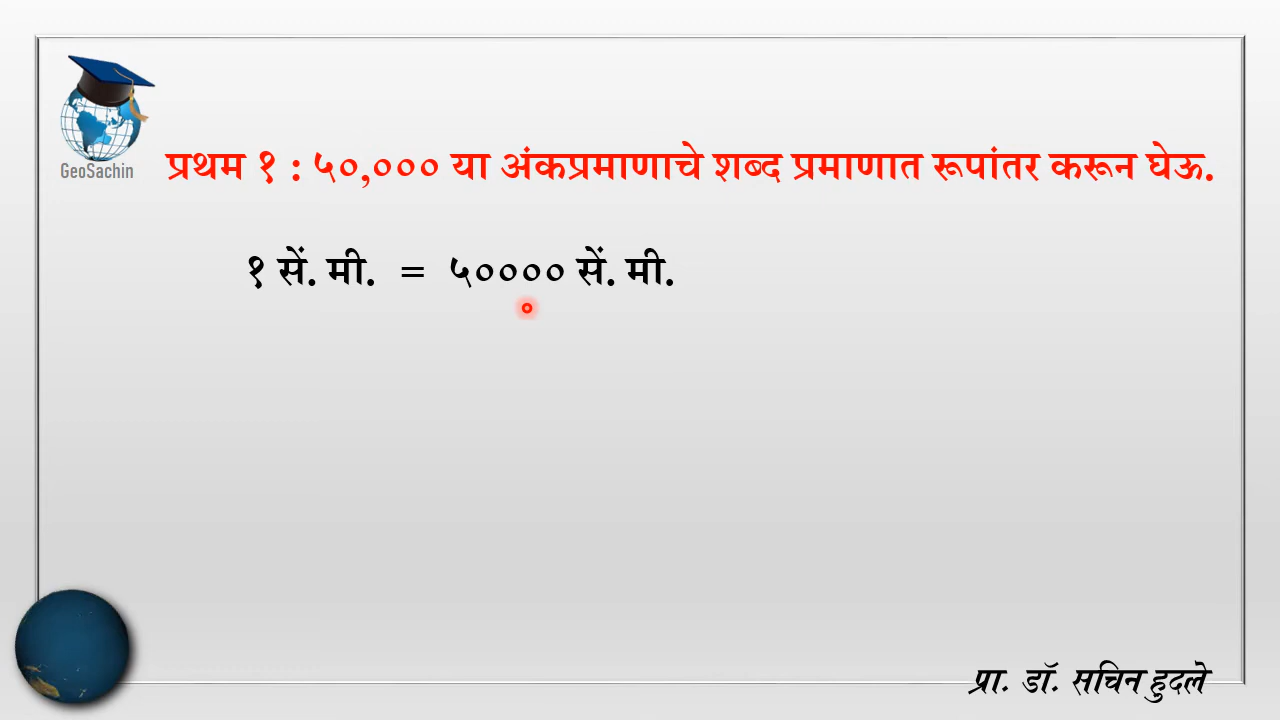 GeoSachin
प्रथम १ : ५०,००० या अंकप्रमाणाचे शब्द प्रमाणात रूपांतर करून घेऊ.
१ सें. मी. = ५०००० सें. मी.
प्रा. डॉ. सचिन हुदले